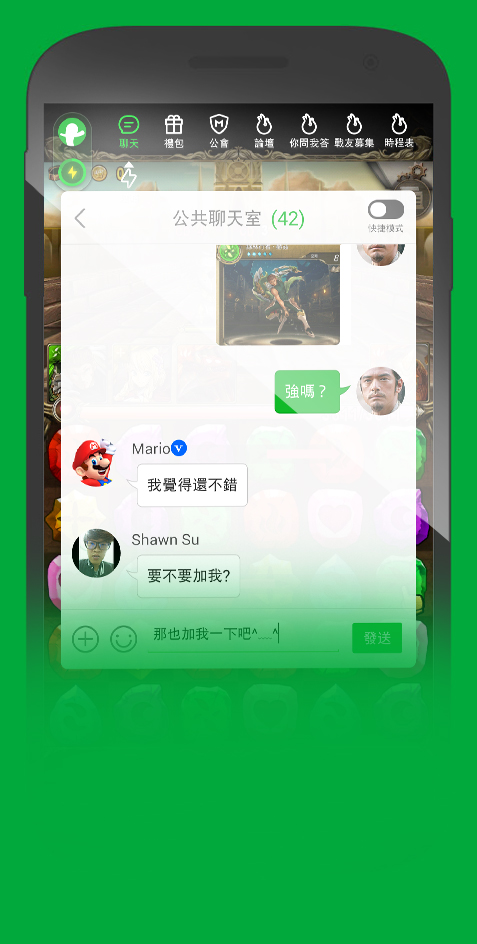 聊天
禮包
公會
論壇
你問我答
戰友募集
時程表
公共聊天室 (42)
快捷模式
8
強嗎？
Mario
我覺得還不錯
Shawn Su
要不要加我?
那也加我一下吧^__^
發送